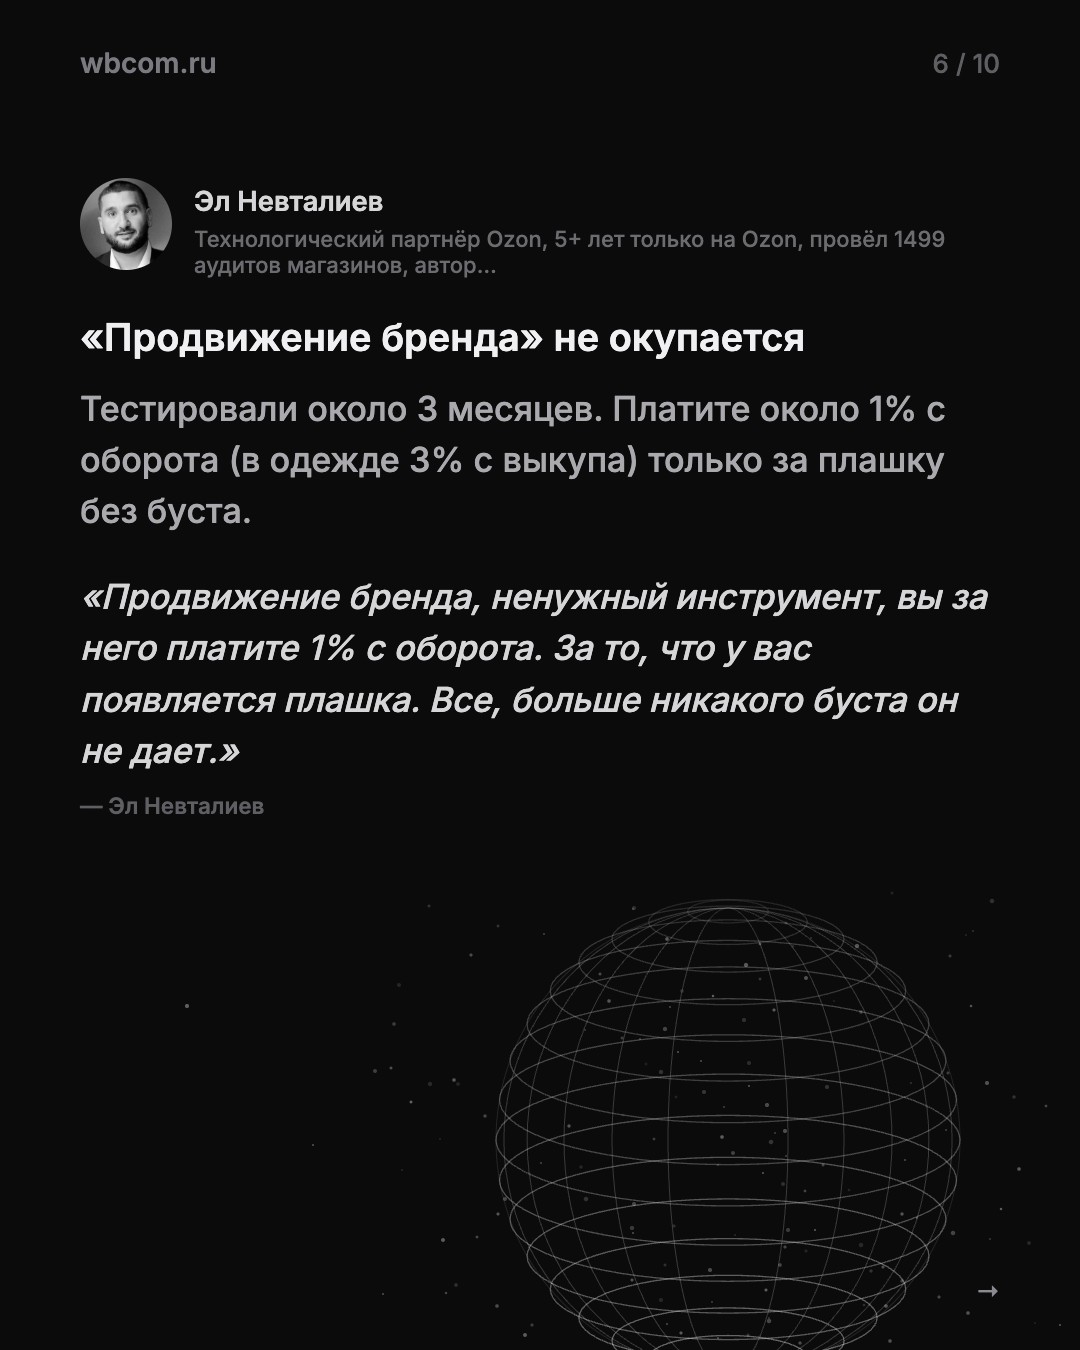 wbcom.ru
6 / 10
Эл Невталиев
Технологический партнёр Ozon, 5+ лет только на Ozon, провёл 1499
аудитов магазинов, автор...
«Продвижение бренда» не окупается
Тестировали около 3 месяцев. Платите около 1% с
оборота (в одежде 3% с выкупа) только за плашку
без буста.
«Продвижение бренда, ненужный инструмент, вы за
него платите 1% с оборота. За то, что у вас
появляется плашка. Все, больше никакого буста он
не дает.»
— Эл Невталиев
→